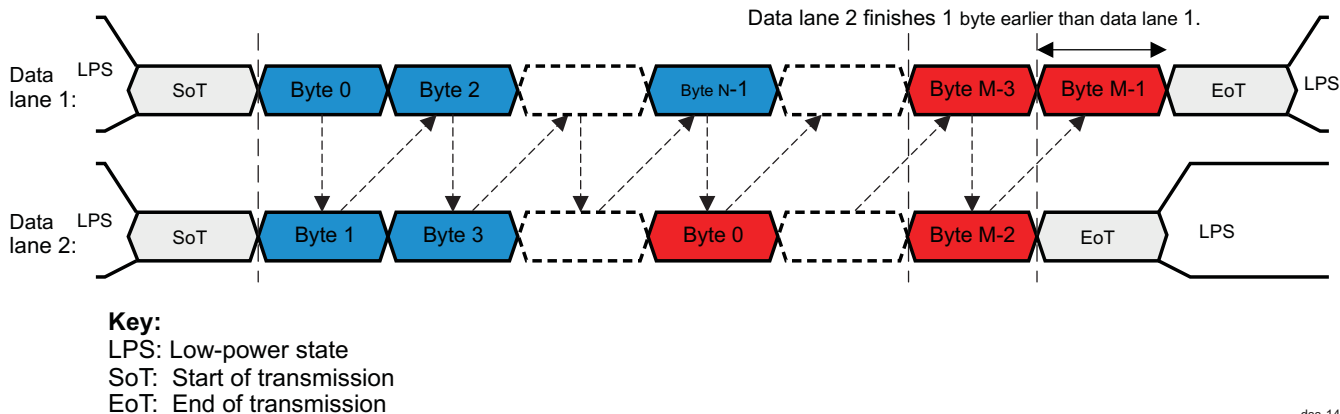 Data lane 2 finishes 1 byte earlier than data lane 1.
Data lane 1:
LPS
SoT
Byte 0
Byte 2
Byte N-1
Byte M-3
Byte M-1
EoT
LPS
Data lane 2:
LPS
SoT
Byte 1
Byte 3
Byte 0
Byte M-2
EoT
LPS
Key:
LPS: Low-power state
SoT: Start of transmission
EoT: End of transmission